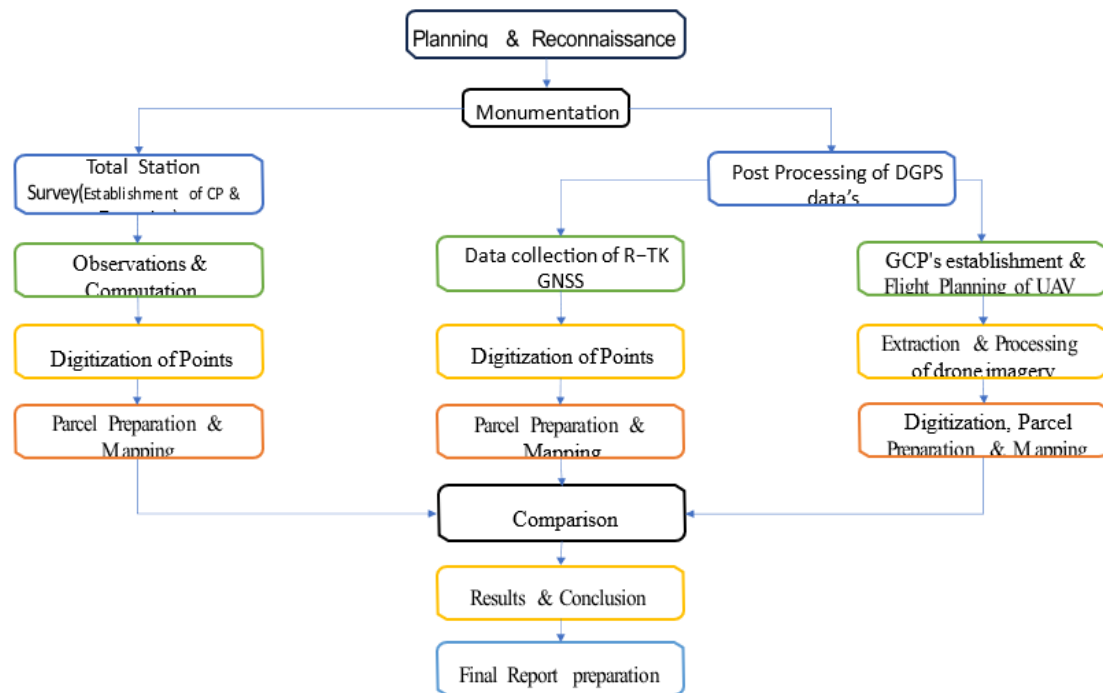 Planning & Reconnaissance
Monumentation
Total Station
Survey(Establishment of CP &
Observations &
Computation
Digitization of Points
Parcel Preparation &
Mapping
Post Processing of DGPS
data's
Data collection of R-TK
GNSS
Digitization of Points
Parcel Preparation &
Mapping
GCP's establishment &
Flight Planning of UAV
Extraction & Processing
of drone imagery
Digitization, Parcel
Preparation & Mapping
Comparison
Results & Conclusion
Final Report preparation